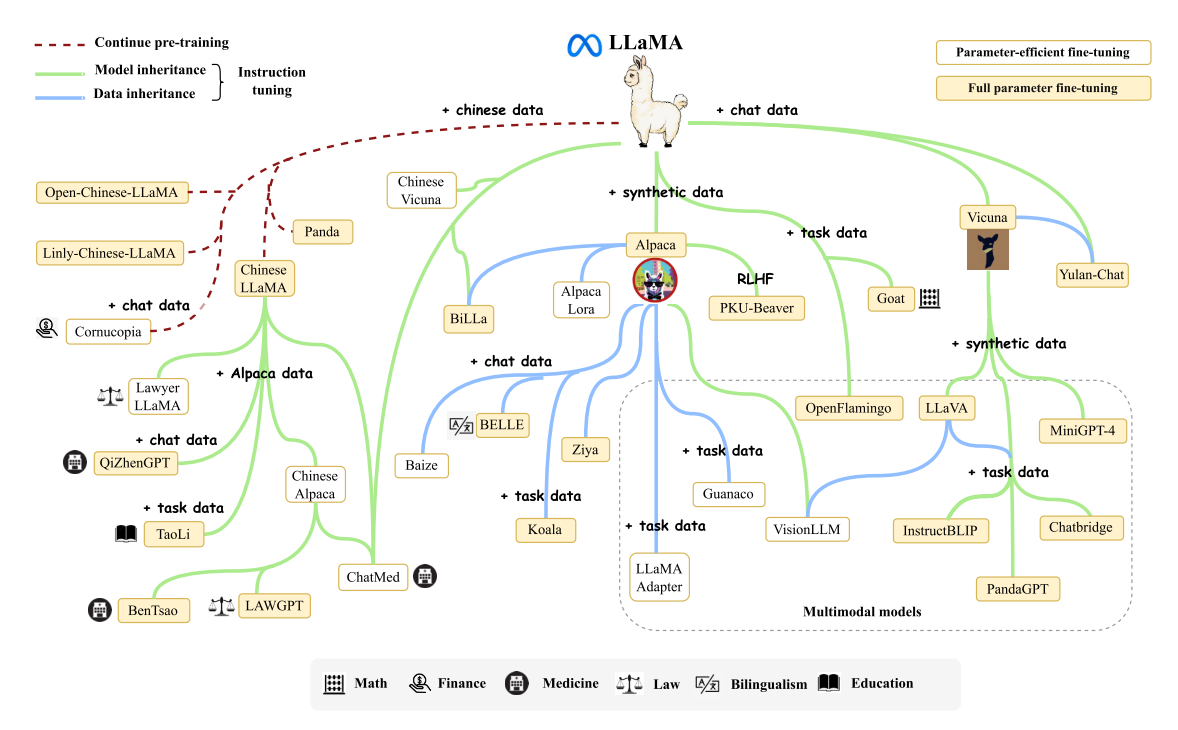 LLaMA
Continue pre-training
Model inheritance
Data inheritance
Instruction
tuning
Parameter-efficient fine-tuning
Full parameter fine-tuning
+ chinese data
+ chat data
Chinese
Vicuna
+ synthetic data
Open-Chinese-LLaMA
Panda
Vicuna
+ task data
Linly-Chinese-LLaMA
Alpaca
Chinese
LLaMA
Yulan-Chat
RLHF
Alpaca
Lora
Goat
+ chat data
PKU-Beaver
BiLLa
Cornucopia
+ synthetic data
+ chat data
+ Alpaca data
Lawyer
LLaMA
OpenFlamingo
LLaVA
BELLE
MiniGPT-4
+ chat data
Ziya
+ task data
QiZhenGPT
Baize
+ task data
Chinese
Alpaca
Guanaco
+ task data
+ task data
TaoLi
Koala
+ task data
VisionLLM
InstructBLIP
Chatbridge
ChatMed
LLaMA
Adapter
PandaGPT
BenTsao
LAWGPT
Multimodal models
Math
Finance
Medicine
Law
Bilingualism
Education